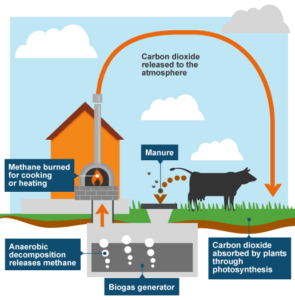 Carbon dioxide
released to the
atmosphere
Methane burned
for cooking
or heating
Manure
Anaerobic
decomposition
releases methane
Biogas generator
Carbon dioxide
absorbed by plants
through
photosynthesis